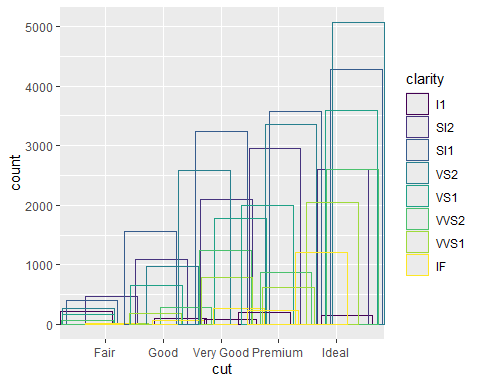 5000
4000
3000
2000
1000
0
count
Fair Good Very Good Premium Ideal
cut
clarity
I1
SI2
SI1
VS2
VS1
VVS2
VVS1
IF